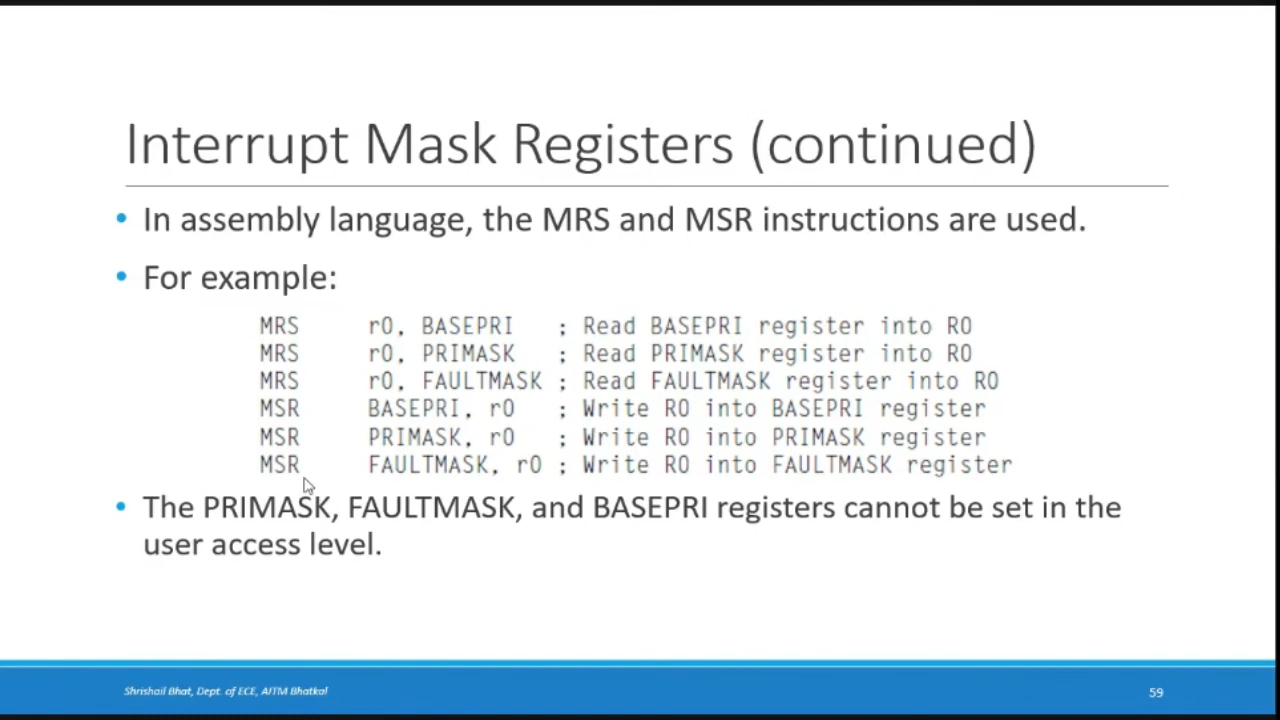 Interrupt Mask Registers (continued)
• In assembly language, the MRS and MSR instructions are used.
• For example:
MRS r0, BASEPRI ; Read BASEPRI register into R0
MRS r0, PRIMASK ; Read PRIMASK register into R0
MRS r0, FAULTMASK ; Read FAULTMASK register into R0
MSR BASEPRI, r0 ; Write R0 into BASEPRI register
MSR PRIMASK, r0 ; Write R0 into PRIMASK register
MSR FAULTMASK, r0 ; Write R0 into FAULTMASK register
• The PRIMASK, FAULTMASK, and BASEPRI registers cannot be set in the
user access level.
Shrishail Bhat, Dept. of ECE, AITM Bhatkal
59